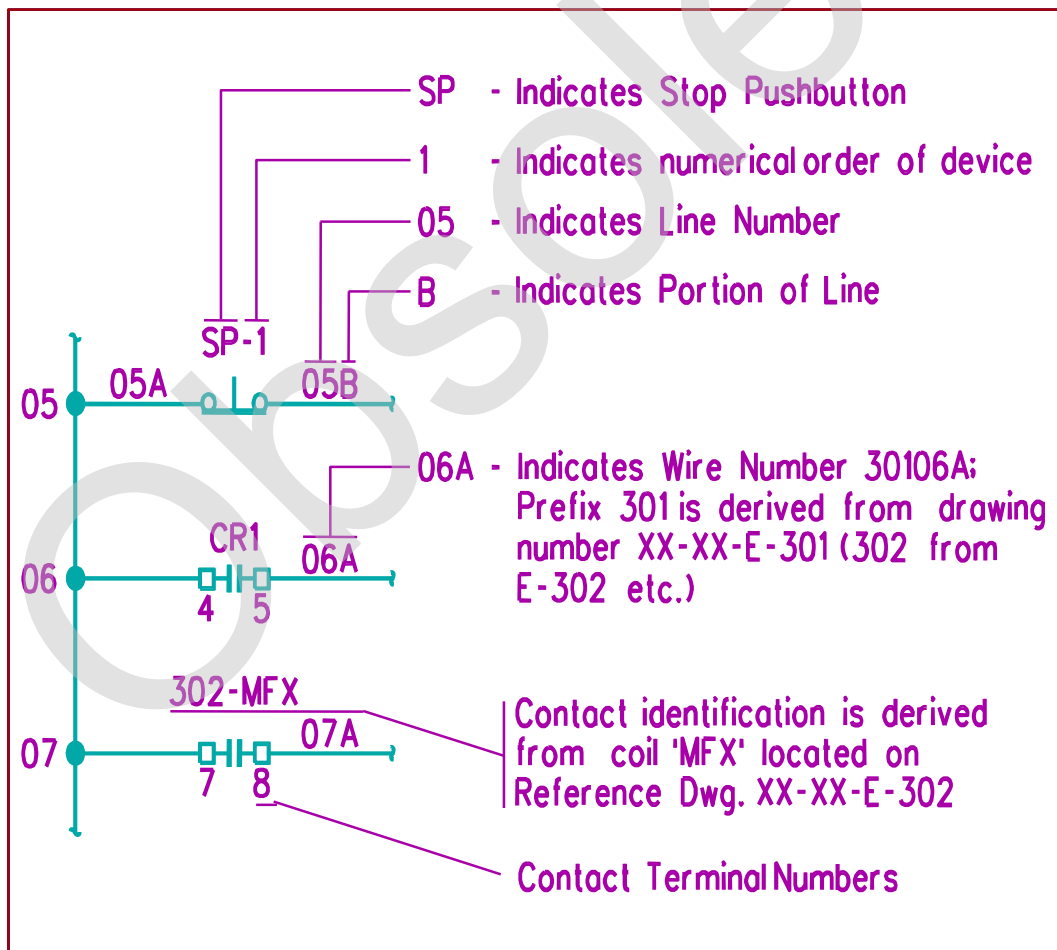 SP - Indicates Stop Pushbutton
1 - Indicates numerical order of device
05 - Indicates Line Number
B - Indicates Portion of Line
SP-1
05 05A 05B
06A - Indicates Wire Number 30106A;
Prefix 301 is derived from drawing
number XX-XX-E-301 (302 from
E-302 etc.)
CR1
06A
06
4 5
302-MFX
07A
07
7 8
Contact identification is derived
from coil 'MFX' located on
Reference Dwg. XX-XX-E-302
Contact Terminal Numbers
Obsole